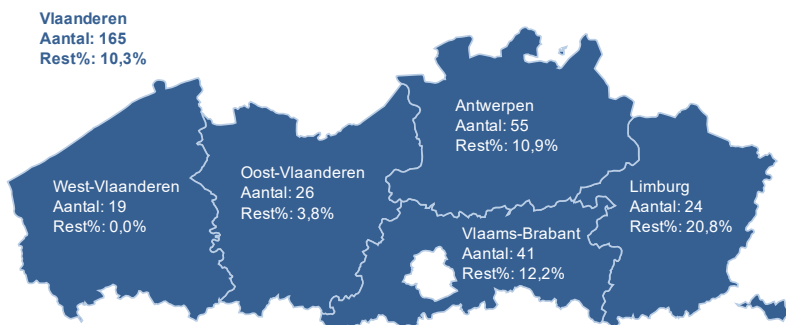 Vlaanderen
Aantal: 165
Rest%: 10,3%
Antwerpen
Aantal: 55
Rest%: 10,9%
West-Vlaanderen
Aantal: 19
Rest%: 0,0%
Oost-Vlaanderen
Aantal: 26
Rest%: 3,8%
Limburg
Aantal: 24
Rest%: 20,8%
Vlaams-Brabant
Aantal: 41
Rest%: 12,2%